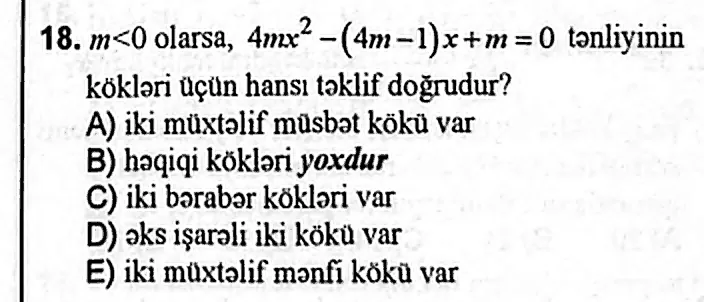 18. m<0 olarsa, 4mx² – (4m – 1)x + m = 0 tənliyinin
kökləri üçün hansı təklif doğrudur?
A) iki müxtəlif müsbət kökü var
B) həqiqi kökləri yoxdur
C) iki bərabər kökləri var
D) əks işarəli iki kökü var
E) iki müxtəlif mənfi kökü var